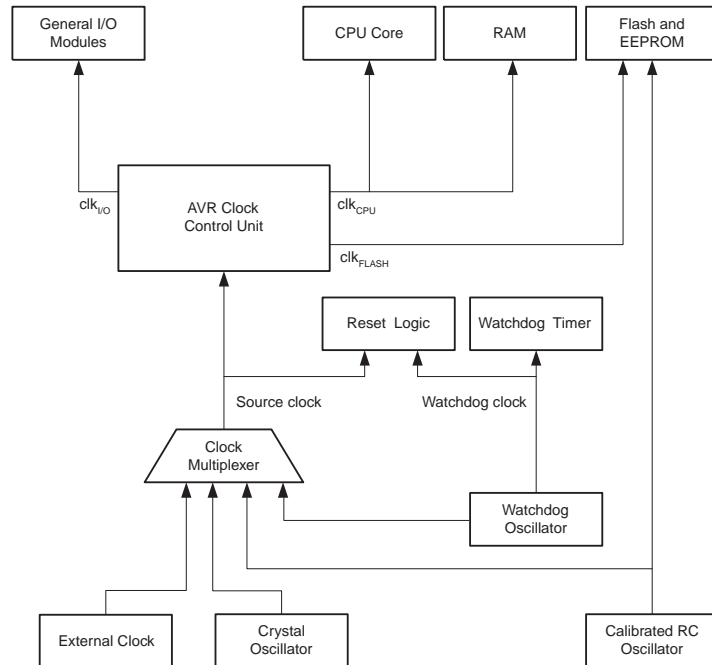 General I/O
Modules
CPU Core
RAM
Flash and
EEPROM
clkI/O
AVR Clock
Control Unit
clkCPU
clkFLASH
Reset Logic
Watchdog Timer
Source clock
Watchdog clock
Clock
Multiplexer
Watchdog
Oscillator
External Clock
Crystal
Oscillator
Calibrated RC
Oscillator